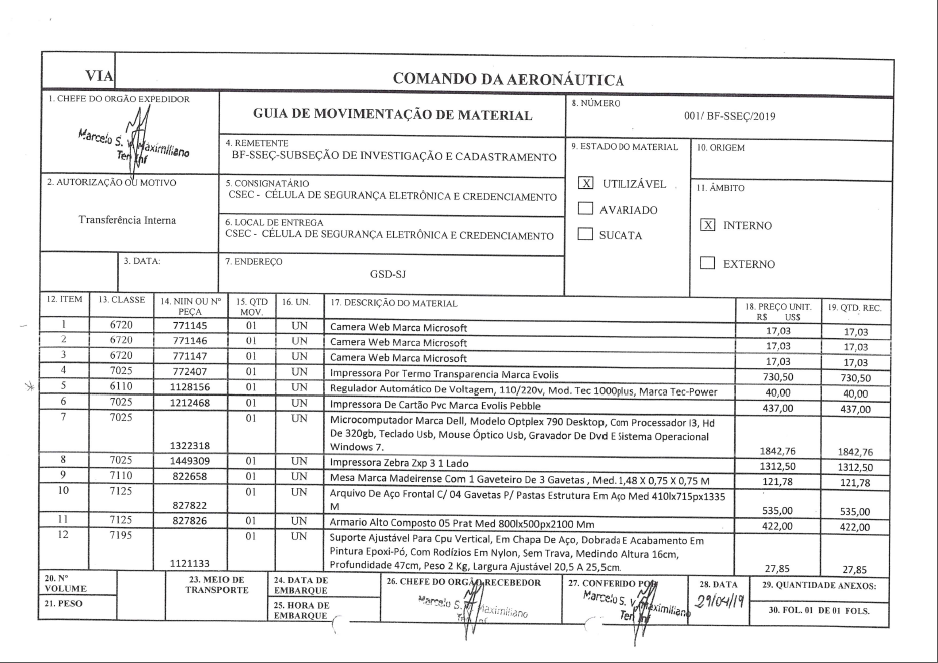 VIA
COMANDO DA AERONÁUTICA
1. CHEFE DO ORGÃO EXPEDIDOR
Marcelo S. V. Maximiliano
Ten Inf
GUIA DE MOVIMENTAÇÃO DE MATERIAL
8. NÚMERO
001/ BF-SSEÇ/2019
4. REMETENTE
BF-SSEÇ-SUBSEÇÃO DE INVESTIGAÇÃO E CADASTRAMENTO
9. ESTADO DO MATERIAL
X UTILIZÁVEL
AVARIADO
SUCATA
10. ORIGEM
2. AUTORIZAÇÃO OU MOTIVO
Transferência Interna
5. CONSIGNATÁRIO
CSEC - CÉLULA DE SEGURANÇA ELETRÔNICA E CREDENCIAMENTO
11. ÂMBITO
X INTERNO
EXTERNO
6. LOCAL DE ENTREGA
CSEC - CÉLULA DE SEGURANÇA ELETRÔNICA E CREDENCIAMENTO
3. DATA:
7. ENDEREÇO
GSD-SJ
12. ITEM 13. CLASSE 14. NIIN OU Nº PEÇA 15. QTD MOV. 16. UN. 17. DESCRIÇÃO DO MATERIAL 18. PREÇO UNIT. R$ US$ 19. QTD. REC.
1 6720 771145 01 UN Camera Web Marca Microsoft 17,03 17,03
2 6720 771146 01 UN Camera Web Marca Microsoft 17,03 17,03
3 6720 771147 01 UN Camera Web Marca Microsoft 17,03 17,03
4 7025 772407 01 UN Impressora Por Termo Transparencia Marca Evolis 730,50 730,50
5 6110 1128156 01 UN Regulador Automático De Voltagem, 110/220v, Mod. Tec 1000plus, Marca Tec-Power 40,00 40,00
6 7025 1212468 01 UN Impressora De Cartão Pvc Marca Evolis Pebble 437,00 437,00
7 7025 01 UN Microcomputador Marca Dell, Modelo Optplex 790 Desktop, Com Processador I3, Hd
De 320gb, Teclado Usb, Mouse Óptico Usb, Gravador De Dvd E Sistema Operacional
1322318 Windows 7. 1842,76 1842,76
8 7025 1449309 01 UN Impressora Zebra Zxp 3 1 Lado 1312,50 1312,50
9 7110 822658 01 UN Mesa Marca Madeirense Com 1 Gaveteiro De 3 Gavetas , Med. 1,48 X 0,75 X 0,75 M 121,78 121,78
10 7125 01 UN Arquivo De Aço Frontal C/ 04 Gavetas P/ Pastas Estrutura Em Aço Med 410lx715px1335
827822 M 535,00 535,00
11 7125 827826 01 UN Armario Alto Composto 05 Prat Med 800lx500px2100 Mm 422,00 422,00
12 7195 01 UN Suporte Ajustável Para Cpu Vertical, Em Chapa De Aço, Dobrada E Acabamento Em
Pintura Epoxi-Pó, Com Rodízios Em Nylon, Sem Trava, Medindo Altura 16cm,
1121133 Profundidade 47cm, Peso 2 Kg, Largura Ajustável 20,5 A 25,5cm. 27,85 27,85
20. Nº VOLUME
21. PESO
23. MEIO DE TRANSPORTE
24. DATA DE EMBARQUE
25. HORA DE EMBARQUE
26. CHEFE DO ORGÃO RECEBEDOR
Marcelo S. V. Maximiliano
Ten Inf
27. CONFERIDO POR
Marcelo S. V. Maximiliano
Ten Inf
28. DATA
29/04/19
29. QUANTIDADE ANEXOS:
30. FOL. 01 DE 01 FOLS.